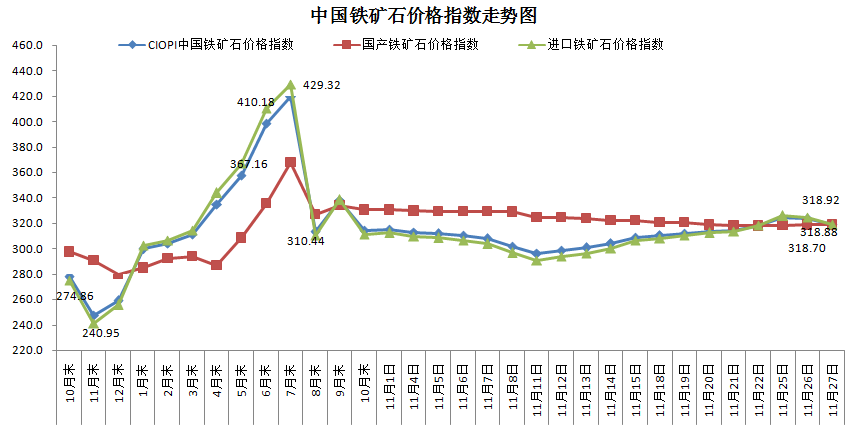 中国铁矿石价格指数走势图
CIOPI中国铁矿石价格指数 国产铁矿石价格指数 进口铁矿石价格指数
460.0
440.0
420.0
400.0
380.0
360.0
340.0
320.0
300.0
280.0
260.0
240.0
220.0
429.32
410.18
367.16
318.92
310.44
318.88
318.70
274.86
240.95
10月末
11月末
12月末
1月末
2月末
3月末
4月末
5月末
6月末
7月末
8月末
9月末
10月末
11月1日
11月4日
11月5日
11月6日
11月7日
11月8日
11月11日
11月12日
11月13日
11月14日
11月15日
11月18日
11月19日
11月20日
11月21日
11月22日
11月25日
11月26日
11月27日